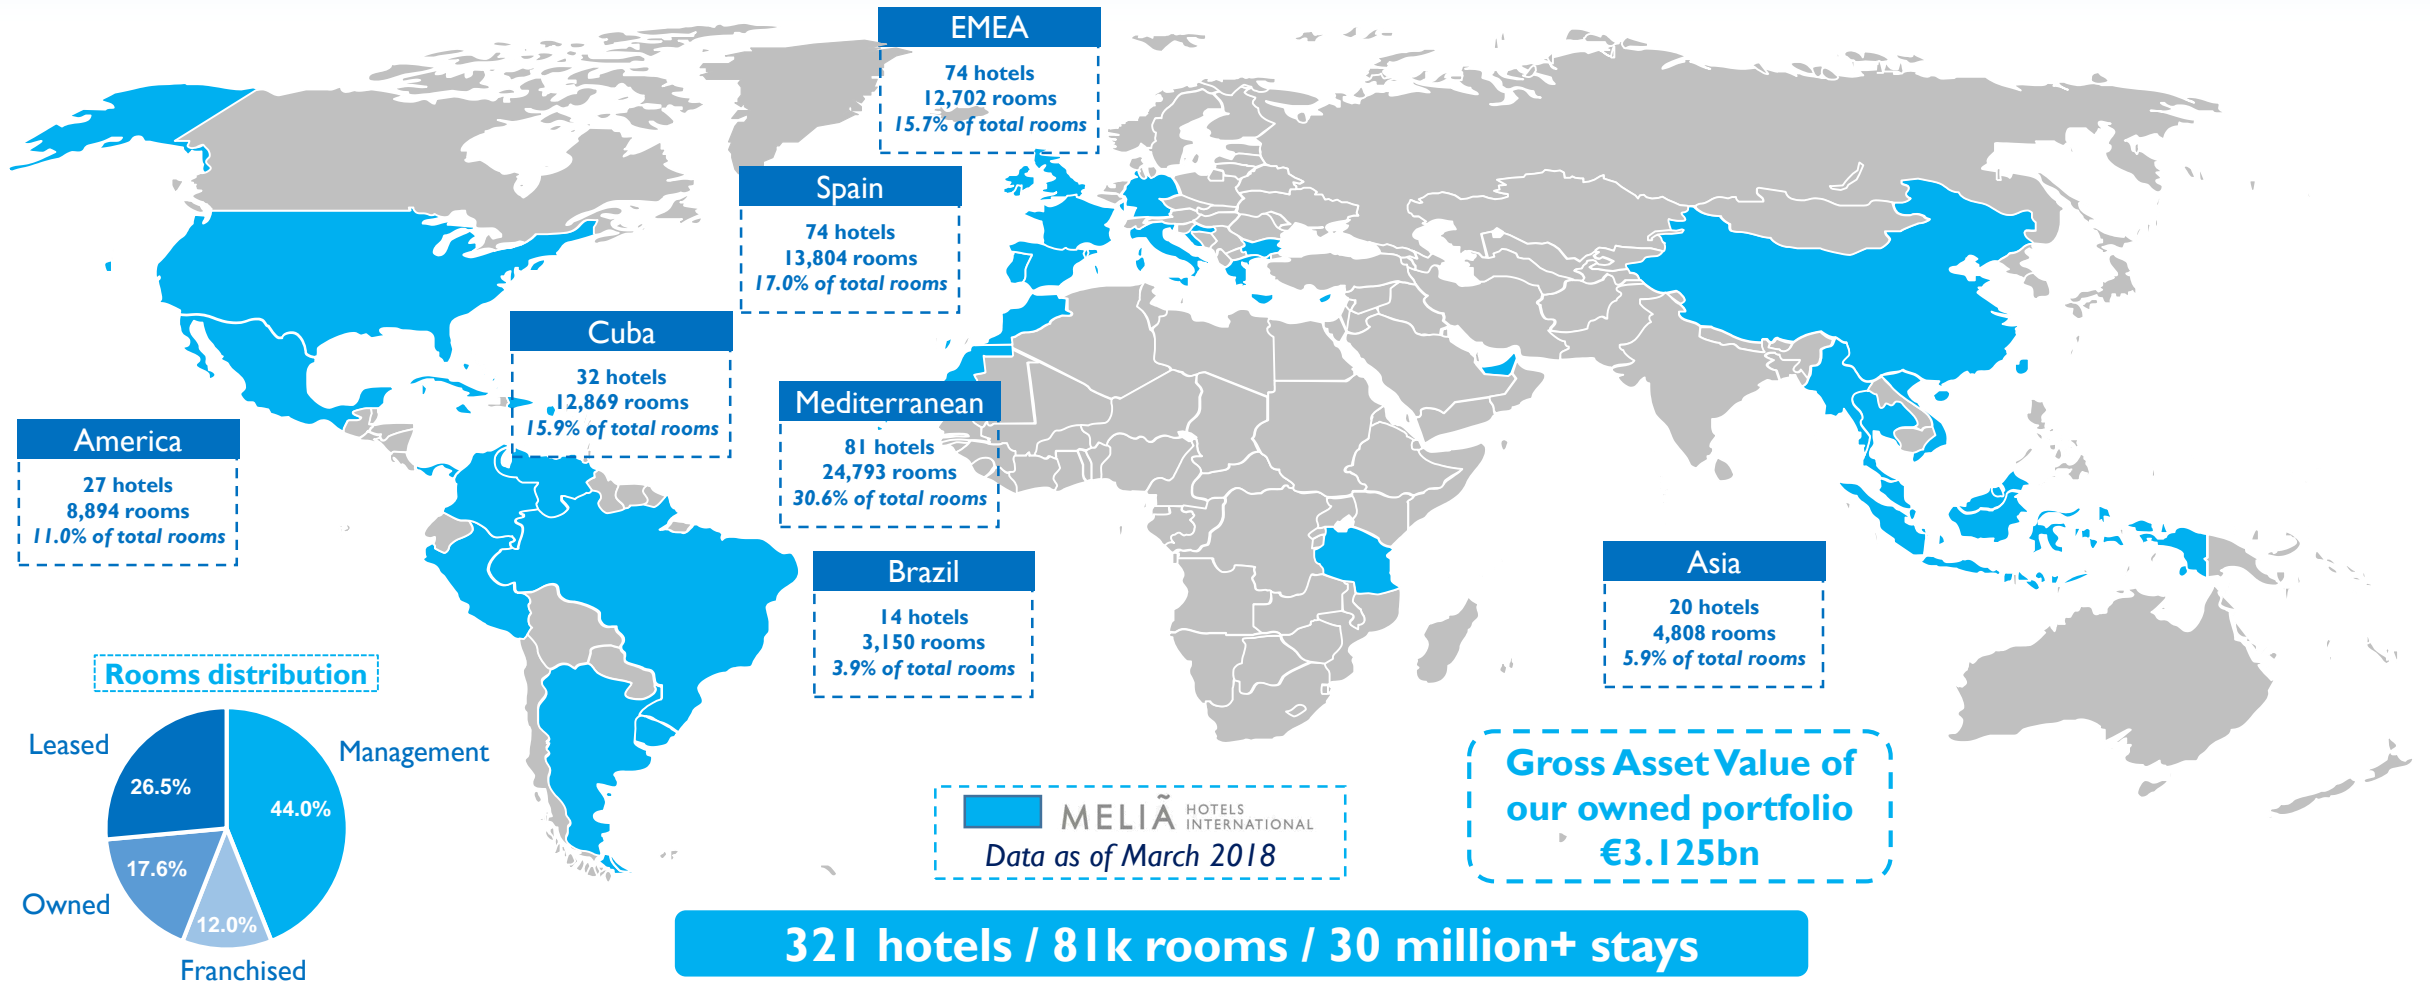 EMEA
74 hotels
12,702 rooms
15.7% of total rooms
Spain
74 hotels
13,804 rooms
17.0% of total rooms
Cuba
32 hotels
12,869 rooms
15.9% of total rooms
Mediterranean
81 hotels
24,793 rooms
30.6% of total rooms
America
27 hotels
8,894 rooms
11.0% of total rooms
Brazil
14 hotels
3,150 rooms
3.9% of total rooms
Asia
20 hotels
4,808 rooms
5.9% of total rooms
Rooms distribution
Leased
Management
26.5%
44.0%
17.6%
Owned
12.0%
Franchised
MELIÃ HOTELS
INTERNATIONAL
Data as of March 2018
Gross Asset Value of
our owned portfolio
€3.125bn
321 hotels / 81k rooms / 30 million+ stays